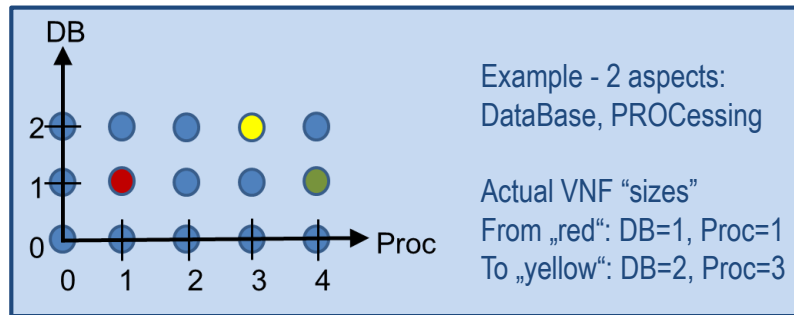 DB
2
1
0
Proc
0 1 2 3 4
Example - 2 aspects:
DataBase, PROCessing
Actual VNF “sizes”
From „red“: DB=1, Proc=1
To „yellow“: DB=2, Proc=3